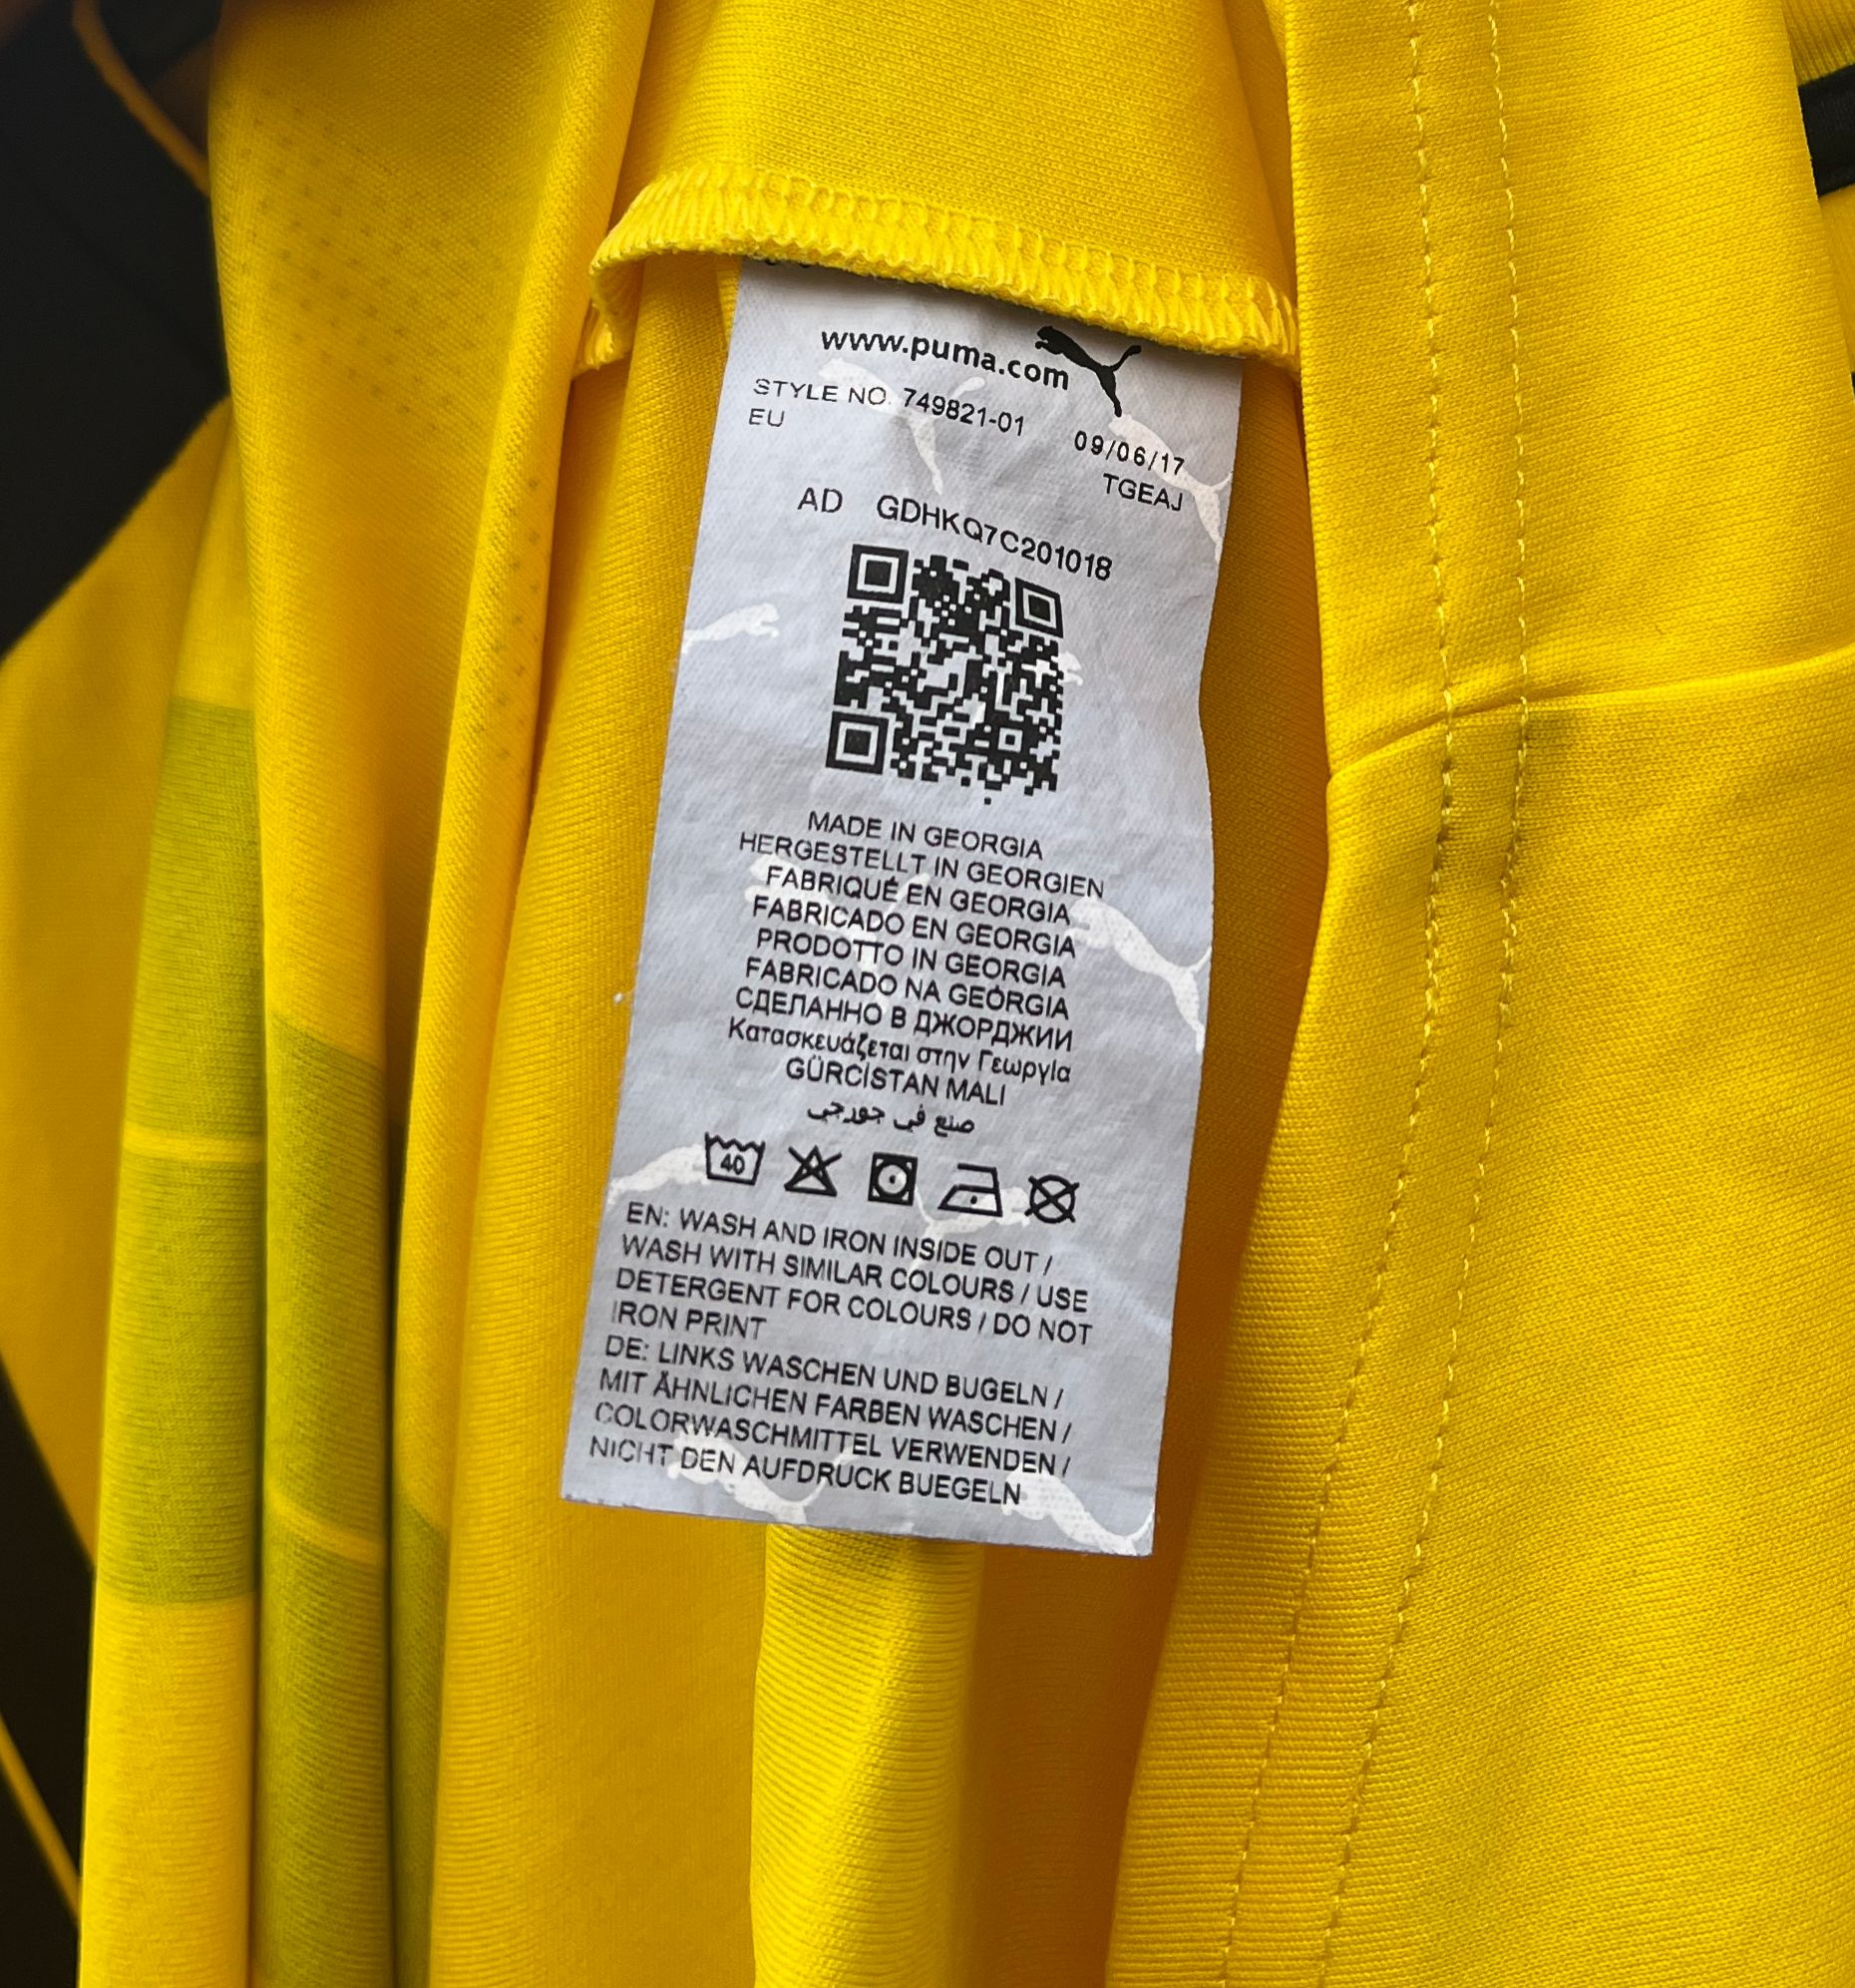 www.puma.com
STYLE NO. 749821-01
EU
09/06/17
TGEAJ
AD GDHKQ7C201018
MADE IN GEORGIA
HERGESTELLT IN GEORGIEN
FABRIQUÉ EN GEORGIA
FABRICADO EN GEORGIA
PRODOTTO IN GEORGIA
FABRICADO NA GEÓRGIA
СДЕЛАННО В ДЖОРДЖИИ
Κατασκευάζεται στην Γεωργία
GÜRCİSTAN MALI
صنع في جورجي
40
EN: WASH AND IRON INSIDE OUT /
WASH WITH SIMILAR COLOURS / USE
DETERGENT FOR COLOURS / DO NOT
IRON PRINT
DE: LINKS WASCHEN UND BUGELN /
MIT ÄHNLICHEN FARBEN WASCHEN /
COLORWASCHMITTEL VERWENDEN /
NICHT DEN AUFDRUCK BUEGELN